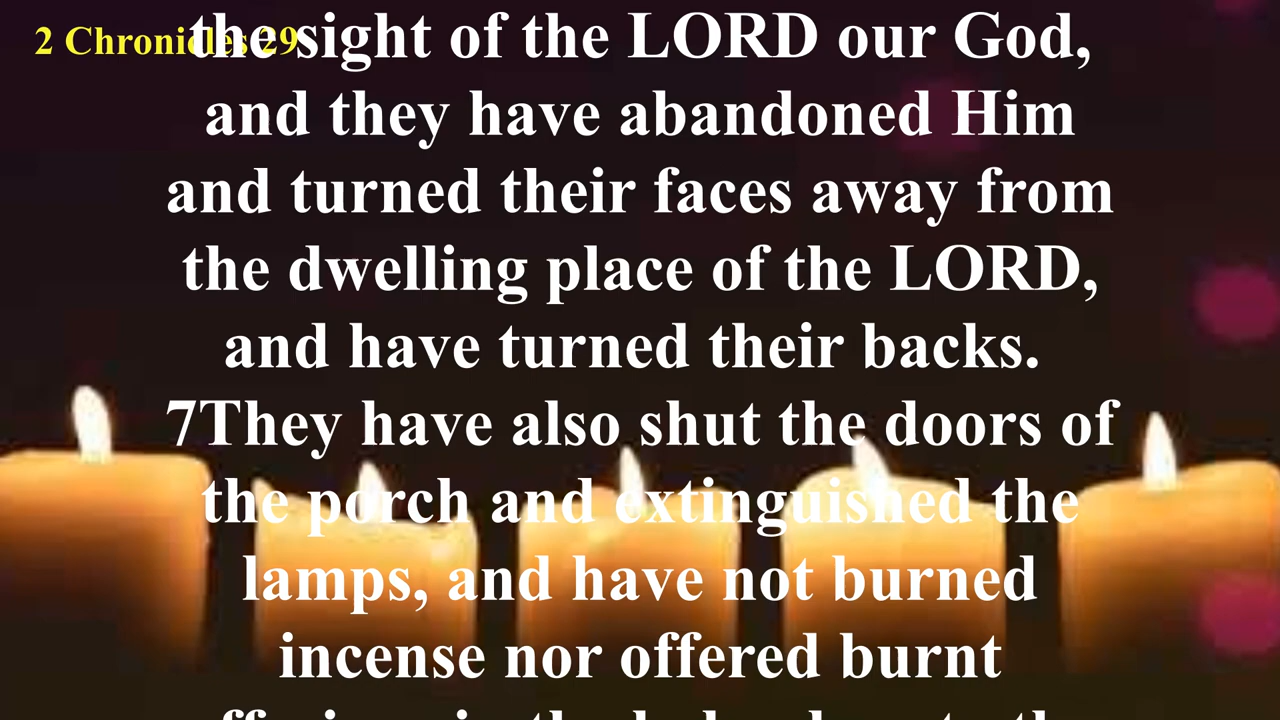 2 Chronicles 29
the sight of the LORD our God,
and they have abandoned Him
and turned their faces away from
the dwelling place of the LORD,
and have turned their backs.
7They have also shut the doors of
the porch and extinguished the
lamps, and have not burned
incense nor offered burnt